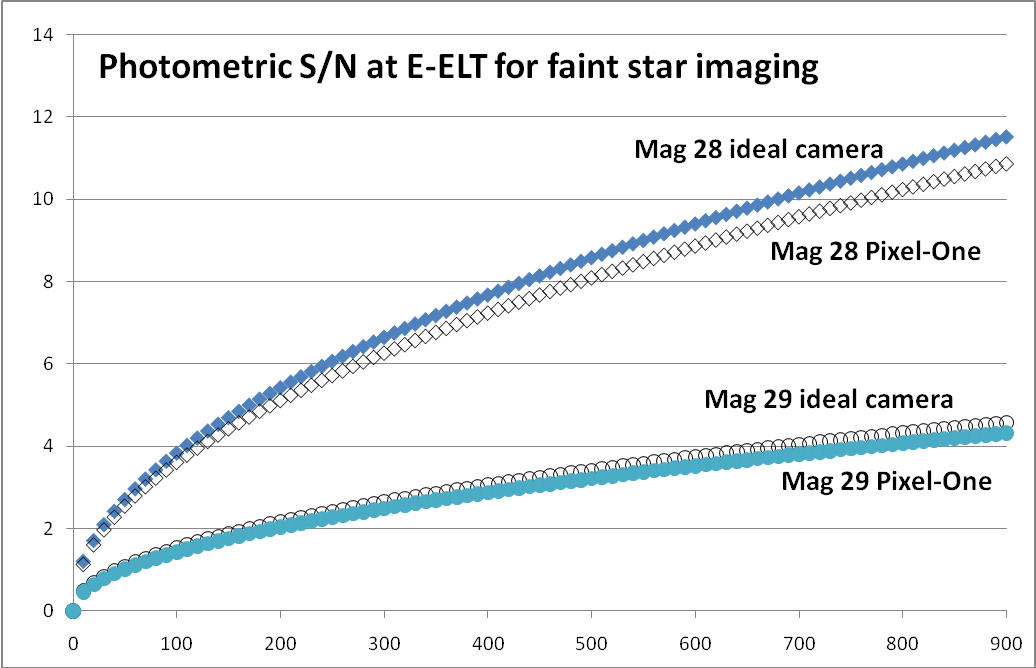 14
Photometric S/N at E-ELT for faint star imaging
12
Mag 28 ideal camera
10
Mag 28 Pixel-One
8
6
Mag 29 ideal camera
4
Mag 29 Pixel-One
2
0
0 100 200 300 400 500 600 700 800 900